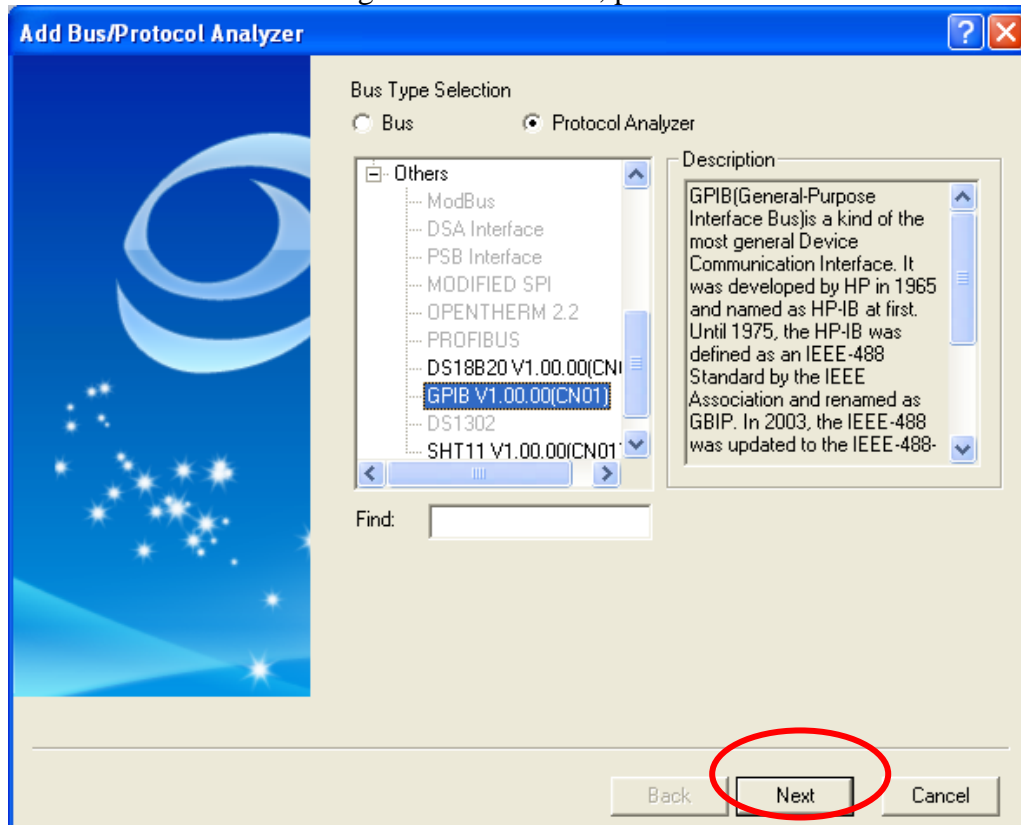 Add Bus/Protocol Analyzer
Bus Type Selection
Bus
Protocol Analyzer
Others
ModBus
DSA Interface
PSB Interface
MODIFIED SPI
OPENTHERM 2.2
PROFIBUS
DS18B20 V1.00.00(CN
GPIB V1.00.00(CN01)
DS1302
SHT11 V1.00.00(CN01
Description
GPIB(General-Purpose
Interface Bus)is a kind of the
most general Device
Communication Interface. It
was developed by HP in 1965
and named as HP-IB at first.
Until 1975, the HP-IB was
defined as an IEEE-488
Standard by the IEEE
Association and renamed as
GBIP. In 2003, the IEEE-488
was updated to the IEEE-488-
Find:
Back
Next
Cancel